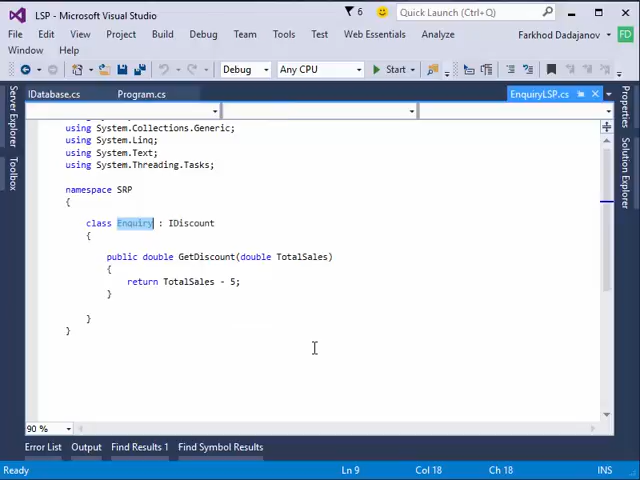 LSP - Microsoft Visual Studio
6
Quick Launch (Ctrl+Q)
File Edit View Project Build Debug Team Tools Test Web Essentials Analyze
Farkhod Dadajanov
FD
Window Help
Debug
Any CPU
Start
IDatabase.cs
Program.cs
EnquiryLSP.cs
Server Explorer
Toolbox
Properties
Solution Explorer
using System.Collections.Generic;
using System.Linq;
using System.Text;
using System.Threading.Tasks;
namespace SRP
{
class Enquiry : IDiscount
{
public double GetDiscount(double TotalSales)
{
return TotalSales - 5;
}
}
}
90 %
Error List Output Find Results 1 Find Symbol Results
Ready Ln 9 Col 18 Ch 18 INS